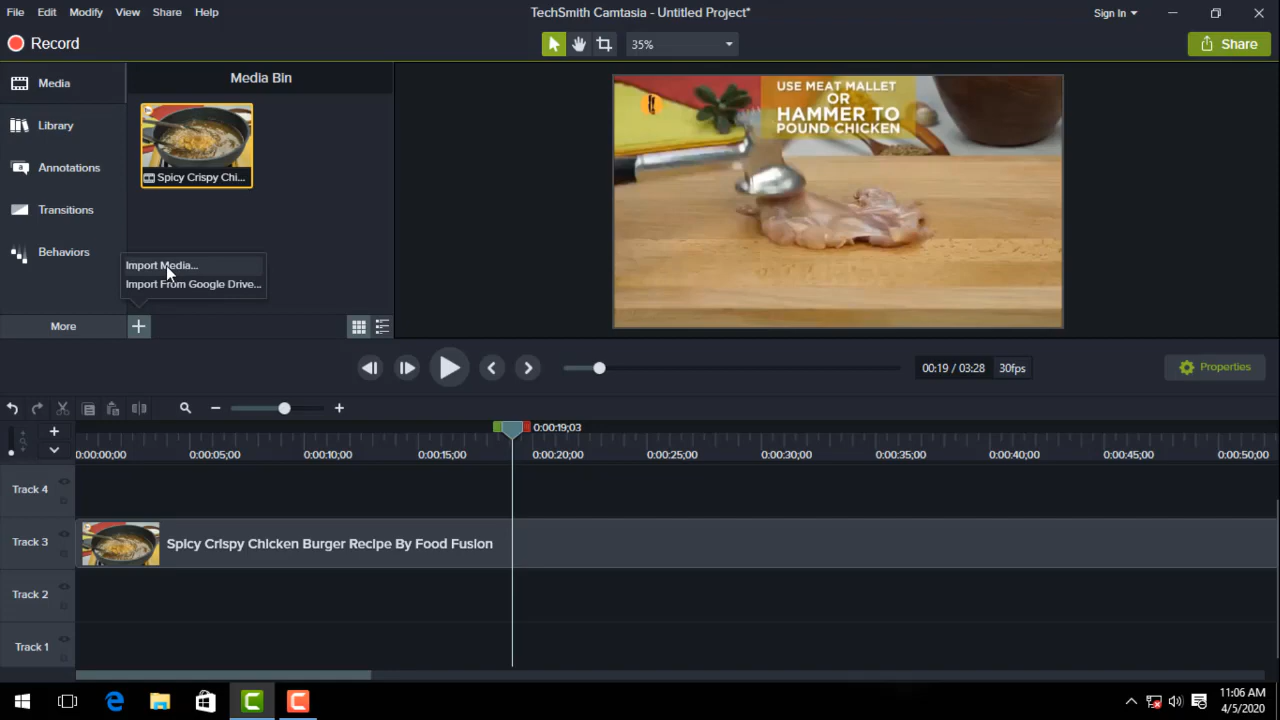 File Edit Modify View Share Help
TechSmith Camtasia - Untitled Project*
Sign In
Record
35%
Share
Media
Library
Annotations
Transitions
Behaviors
More
Media Bin
Spicy Crispy Chi...
Import Media...
Import From Google Drive...
USE MEAT MALLET
OR
HAMMER TO
POUND CHICKEN
00:19 / 03:28 30fps
Properties
0:00:19;03
0:00:00;00 0:00:05;00 0:00:10;00 0:00:15;00 0:00:20;00 0:00:25;00 0:00:30;00 0:00:35;00 0:00:40;00 0:00:45;00 0:00:50;00
Track 4
Track 3
Spicy Crispy Chicken Burger Recipe By Food Fusion
Track 2
Track 1
11:06 AM
4/5/2020